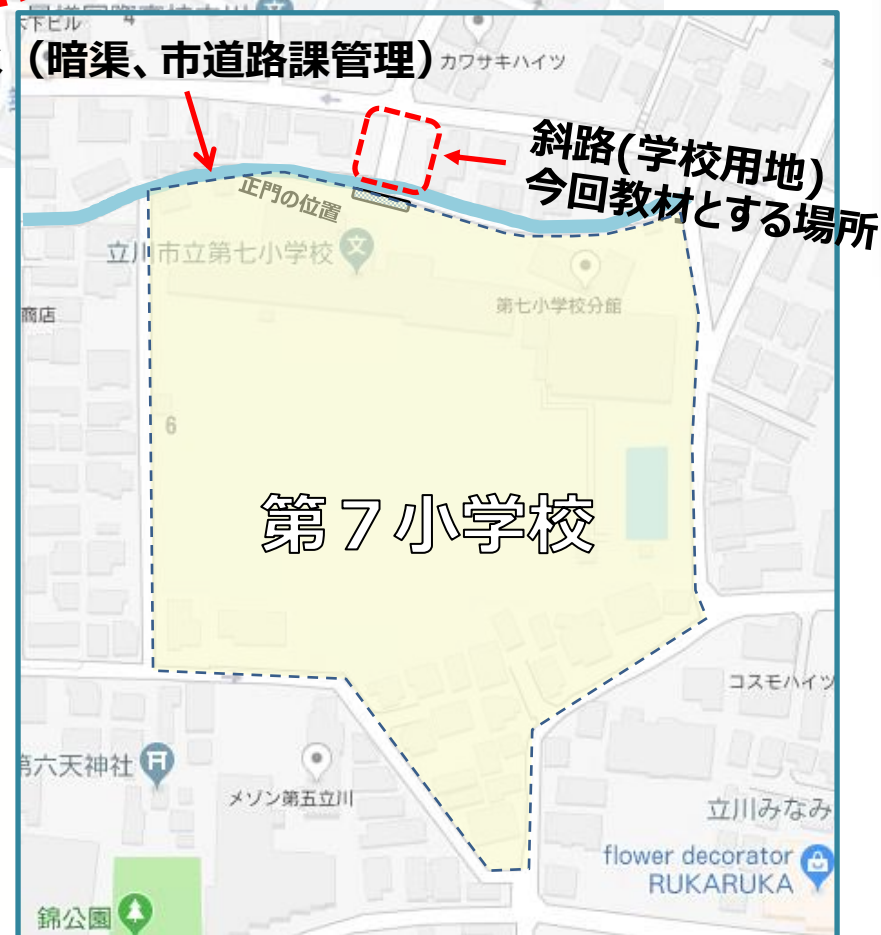 4
(暗渠、市道路課管理)
カワサキハイツ
斜路(学校用地)
今回教材とする場所
正門の位置
立川市立第七小学校
第七小学校分館
商店
6
第7小学校
コスモハイツ
第六天神社
メゾン第五立川
立川みなみ
flower decorator
RUKARUKA
錦公園